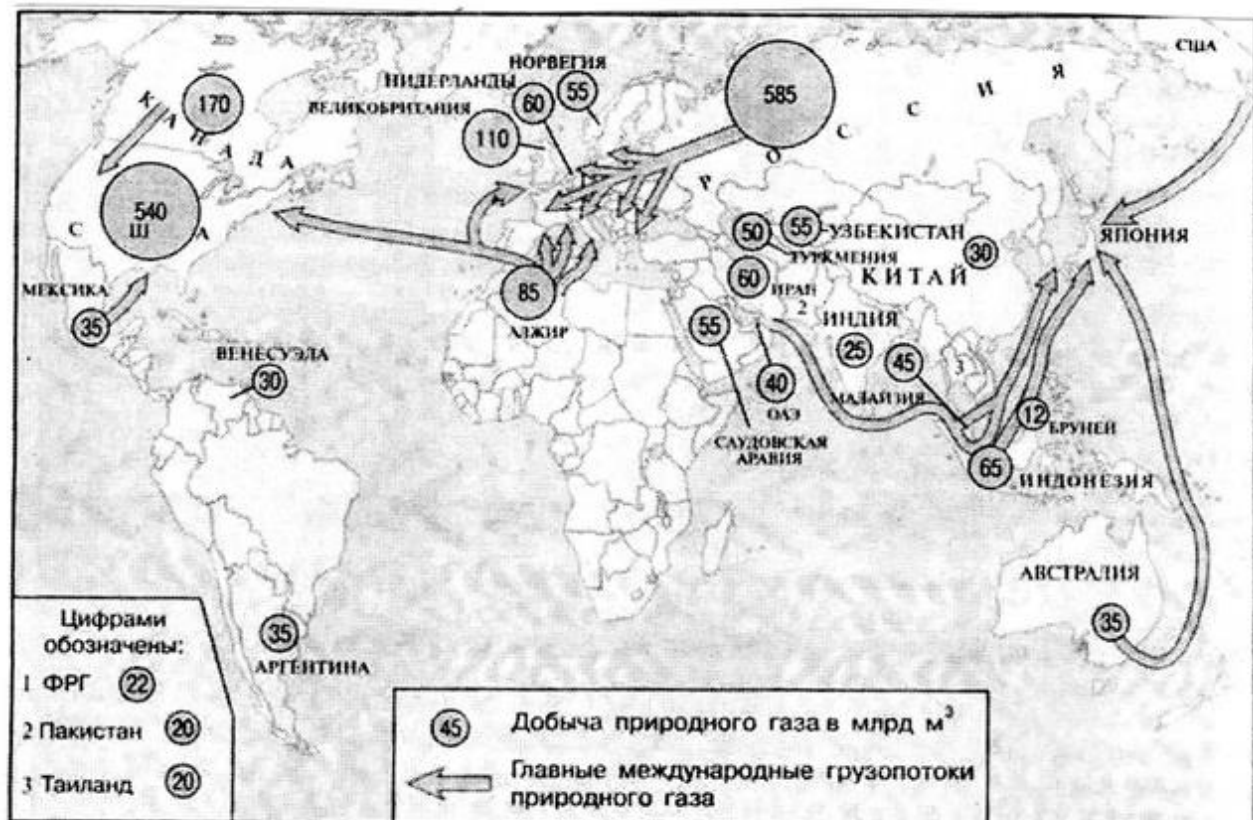 США
НОРВЕГИЯ
НИДЕРЛАНДЫ
55
ВЕЛИКОБРИТАНИЯ
60
110
585
РОССИЯ
КАНАДА
170
540
США
МЕКСИКА
35
ВЕНЕСУЭЛА
30
85
АЛЖИР
50
55
УЗБЕКИСТАН
ТУРКМЕНИЯ
30
ЯПОНИЯ
КИТАЙ
60
ИРАН
2
ИНДИЯ
55
25
45
3
40
МАЛАЙЗИЯ
ОАЭ
12
БРУНЕЙ
САУДОВСКАЯ
АРАВИЯ
65
ИНДОНЕЗИЯ
АВСТРАЛИЯ
35
35
АРГЕНТИНА
Цифрами
обозначены:
1 ФРГ 22
2 Пакистан 20
3 Таиланд 20
45 Добыча природного газа в млрд м³
Главные международные грузопотоки
природного газа